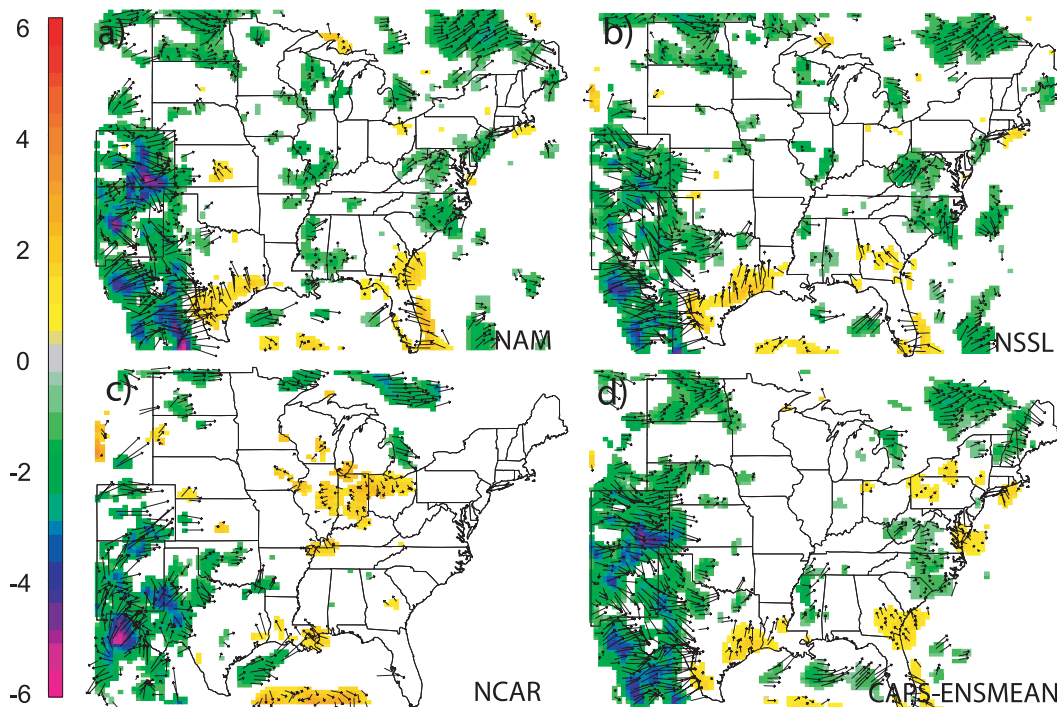 6
4
2
0
-2
-4
-6
a)
NAM
b)
NSSL
c)
NCAR
d)
CAPS-ENSMEAN